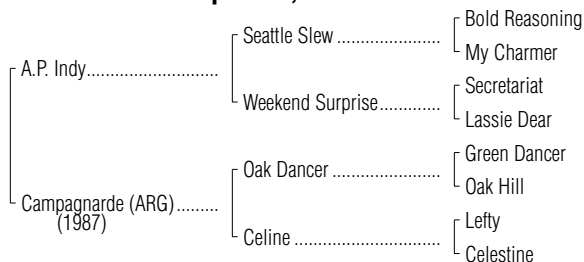 Bold Reasoning
Seattle Slew ......................
My Charmer
A.P. Indy............................
Secretariat
Weekend Surprise.............
Lassie Dear
Green Dancer
Oak Dancer .......................
Oak Hill
Campagnarde (ARG).........
(1987)
Lefty
Celine ...............................
Celestine